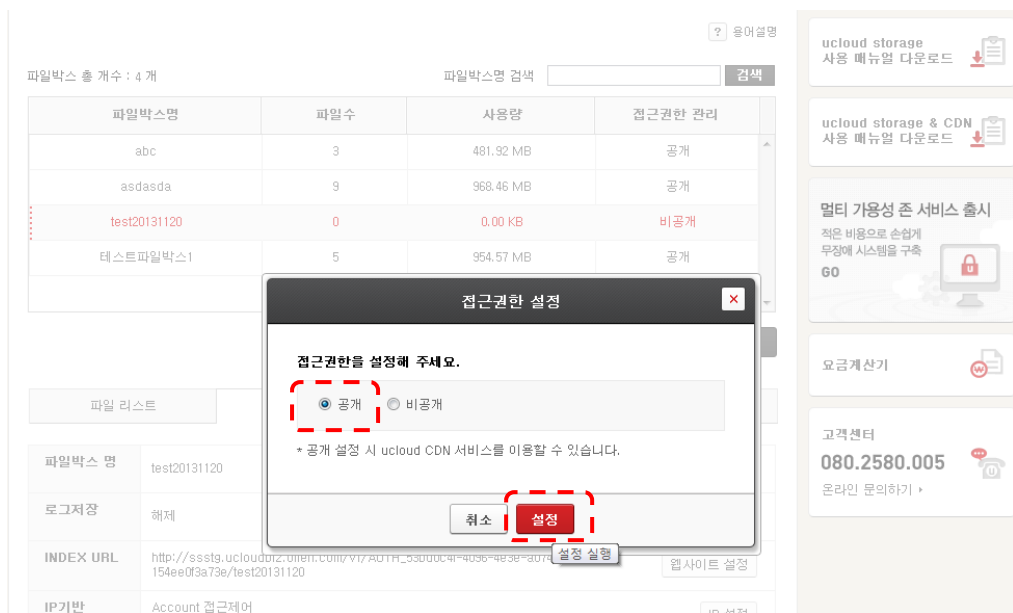 ? 용어설명
파일박스 총 개수 : 4 개
파일박스명 검색
검색
파일박스명 파일수 사용량 접근권한 관리
abc 3 481.92 MB 공개
asdasda 9 968.46 MB 공개
test20131120 0 0.00 KB 비공개
테스트파일박스1 5 954.57 MB 공개
접근권한 설정
접근권한을 설정해 주세요.
공개 비공개
* 공개 설정 시 ucloud CDN 서비스를 이용할 수 있습니다.
취소 설정
설정 실행
파일 리스트
파일박스 명 test20131120
로그저장 해제
INDEX URL
154ee0f3a73e/test20131120
웹사이트 설정
IP기반 Account 접근제어
IP 설정
ucloud storage
사용 매뉴얼 다운로드
ucloud storage & CDN
사용 매뉴얼 다운로드
멀티 가용성 존 서비스 출시
적은 비용으로 손쉽게
무장애 시스템을 구축
GO
요금계산기
고객센터
080.2580.005
온라인 문의하기